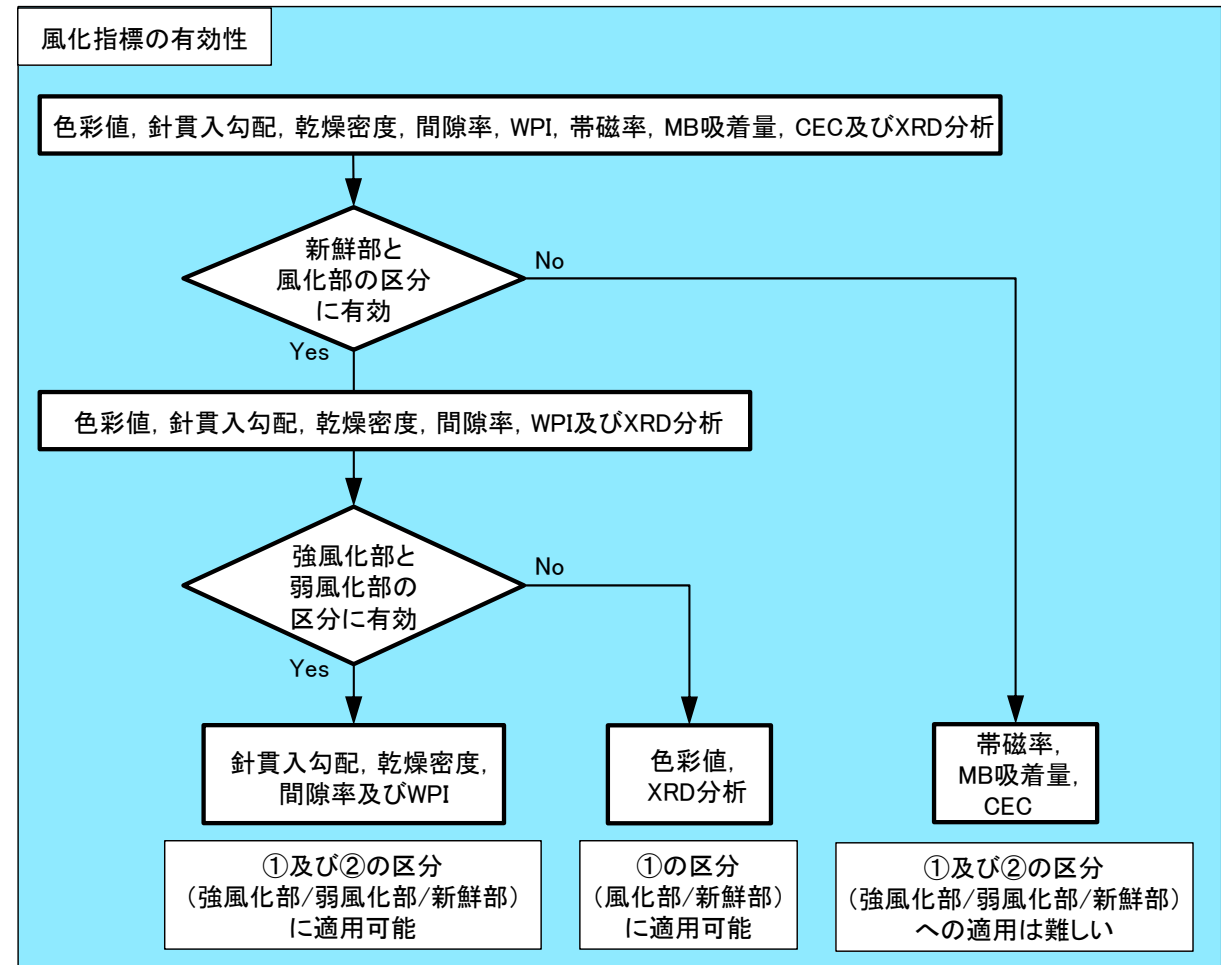 風化指標の有効性
色彩値, 針貫入勾配, 乾燥密度, 間隙率, WPI, 帯磁率, MB吸着量, CEC及びXRD分析
新鮮部と
風化部の区分
に有効
No
Yes
色彩値, 針貫入勾配, 乾燥密度, 間隙率, WPI及びXRD分析
強風化部と
弱風化部の
区分に有効
No
Yes
針貫入勾配, 乾燥密度,
間隙率及びWPI
色彩値,
XRD分析
帯磁率,
MB吸着量,
CEC
①及び②の区分
(強風化部/弱風化部/新鮮部)
に適用可能
①の区分
(風化部/新鮮部)
に適用可能
①及び②の区分
(強風化部/弱風化部/新鮮部)
への適用は難しい